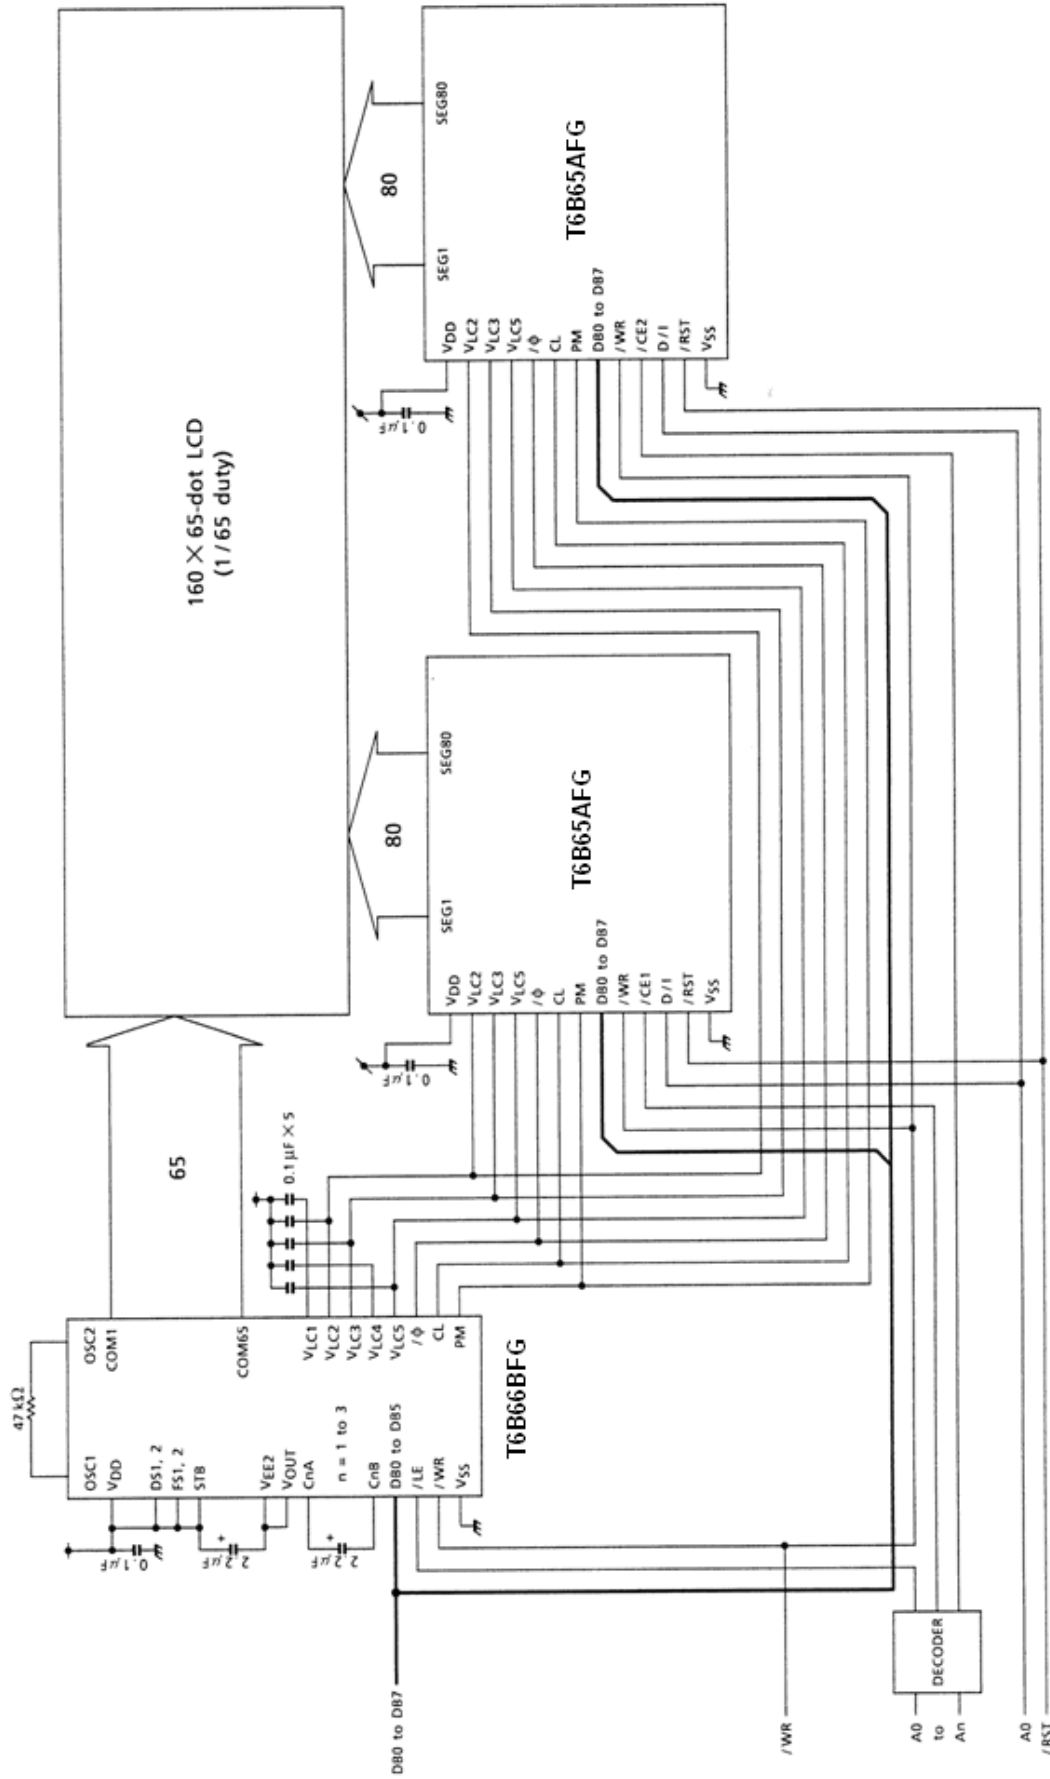 160 × 65-dot LCD
(1/65 duty)
65
80
80
47 kΩ
OSC1
OSC2
VDD
DS1, 2
FS1, 2
STB
VEE2
VOUT
CnA
n = 1 to 3
CnB
DB0 to DB5
/LE
/WR
VSS
COM1
COM65
VLC1
VLC2
VLC3
VLC4
VLC5
/ϕ
CL
PM
T6B66BFG
0.1μF
2.2μF
+
2.2μF
+
0.1 μF × 5
0.1μF
SEG1
SEG80
T6B65AFG
VDD
VLC2
VLC3
VLC5
/ϕ
CL
PM
DB0 to DB7
/WR
/CE1
D/I
/RST
VSS
0.1μF
SEG1
SEG80
T6B65AFG
VDD
VLC2
VLC3
VLC5
/ϕ
CL
PM
DB0 to DB7
/WR
/CE2
D/I
/RST
VSS
DB0 to DB7
/WR
DECODER
A0
to
An
A0
/RST